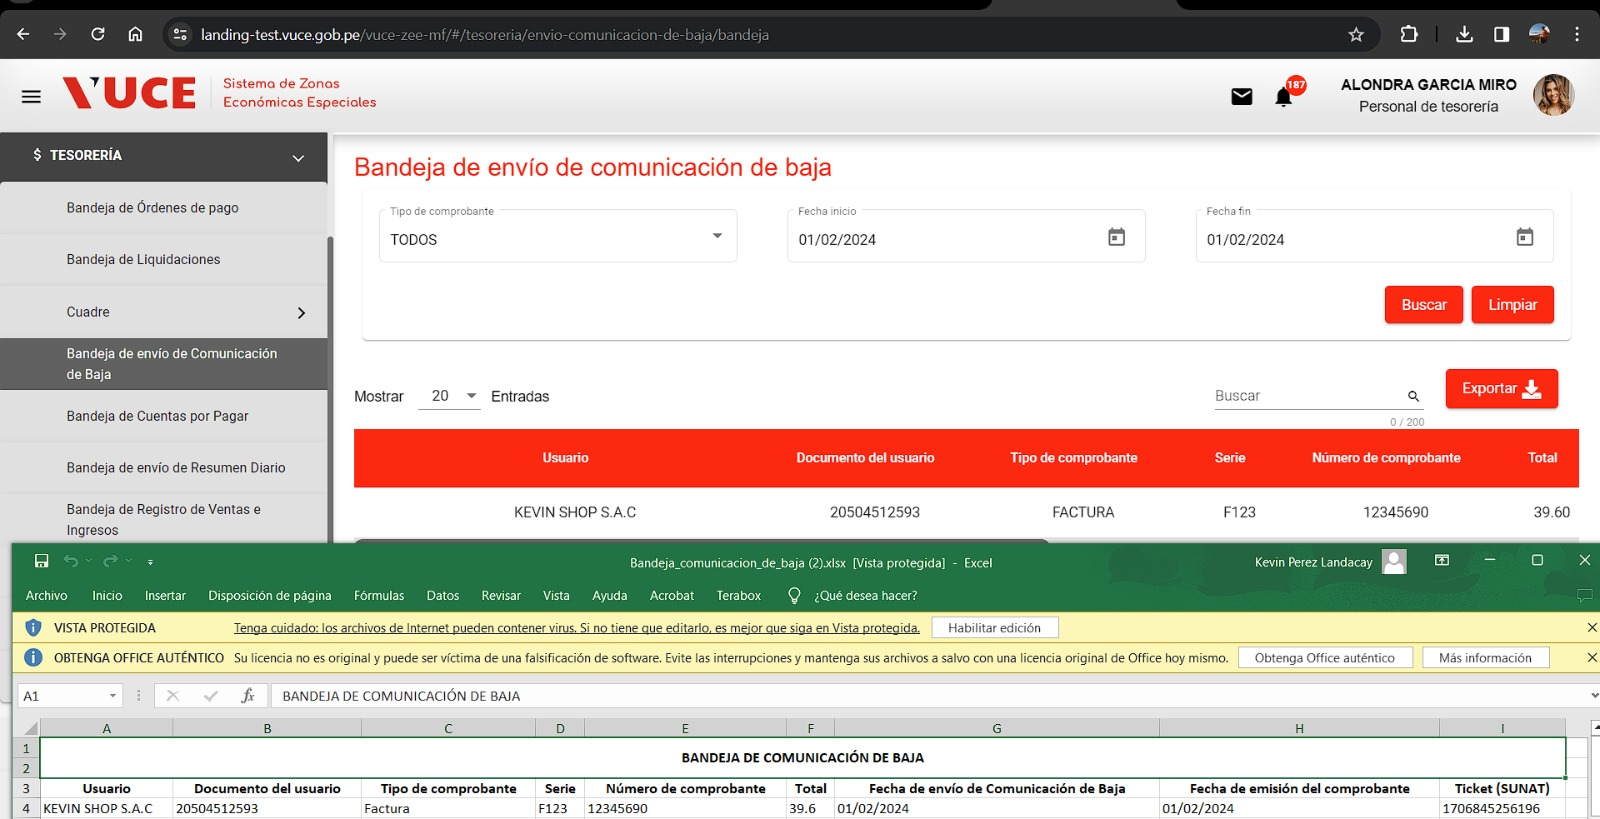 landing-test.vuce.gob.pe/vuce-zee-mf/#/tesoreria/envio-comunicacion-de-baja/bandeja
VUCE
Sistema de Zonas
Económicas Especiales
187
ALONDRA GARCIA MIRO
Personal de tesorería
$ TESORERÍA
Bandeja de Órdenes de pago
Bandeja de Liquidaciones
Cuadre
Bandeja de envío de Comunicación
de Baja
Bandeja de Cuentas por Pagar
Bandeja de envío de Resumen Diario
Bandeja de Registro de Ventas e
Ingresos
Bandeja de envío de comunicación de baja
Tipo de comprobante Fecha inicio Fecha fin
TODOS 01/02/2024 01/02/2024
Buscar Limpiar
Mostrar 20 Entradas Buscar Exportar
0 / 200
Usuario Documento del usuario Tipo de comprobante Serie Número de comprobante Total
KEVIN SHOP S.A.C 20504512593 FACTURA F123 12345690 39.60
Bandeja_comunicacion_de_baja (2).xlsx [Vista protegida] - Excel Kevin Perez Landacay
Archivo Inicio Insertar Disposición de página Fórmulas Datos Revisar Vista Ayuda Acrobat Terabox ¿Qué desea hacer?
VISTA PROTEGIDA Tenga cuidado: los archivos de Internet pueden contener virus. Si no tiene que editarlo, es mejor que siga en Vista protegida. Habilitar edición
OBTENGA OFFICE AUTÉNTICO Su licencia no es original y puede ser víctima de una falsificación de software. Evite las interrupciones y mantenga sus archivos a salvo con una licencia original de Office hoy mismo. Obtenga Office auténtico Más información
A1 fx BANDEJA DE COMUNICACIÓN DE BAJA
A B C D E F G H I
1
2 BANDEJA DE COMUNICACIÓN DE BAJA
3 Usuario Documento del usuario Tipo de comprobante Serie Número de comprobante Total Fecha de envío de Comunicación de Baja Fecha de emisión del comprobante Ticket (SUNAT)
4 KEVIN SHOP S.A.C 20504512593 Factura F123 12345690 39.6 01/02/2024 01/02/2024 1706845256196